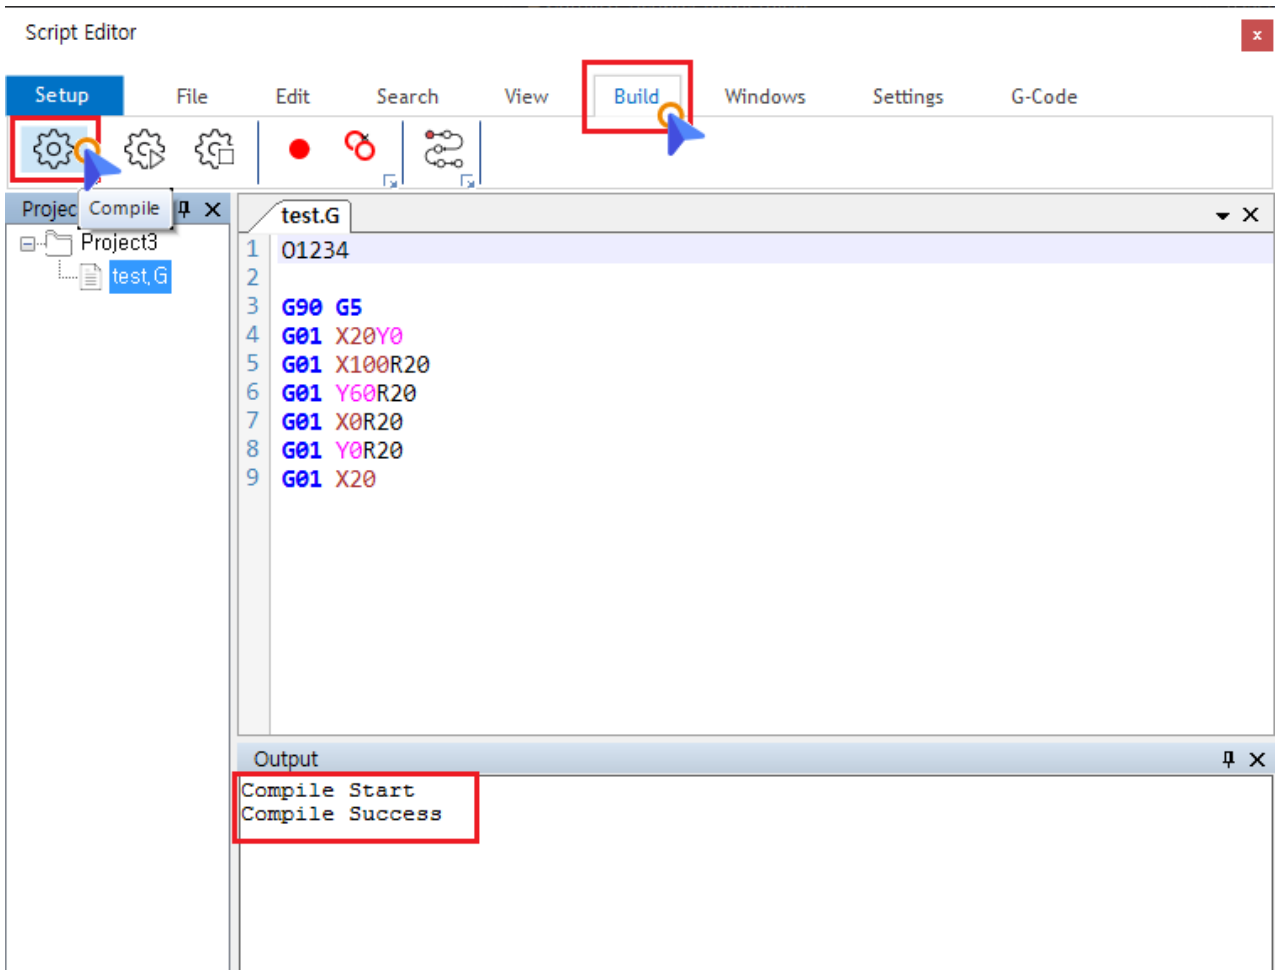 Script Editor
x
Setup File Edit Search View Build Windows Settings G-Code
Projec Compile
test.G
Project3
test,G
1 O1234
2
3 G90 G5
4 G01 X20Y0
5 G01 X100R20
6 G01 Y60R20
7 G01 X0R20
8 G01 Y0R20
9 G01 X20
Output
Compile Start
Compile Success